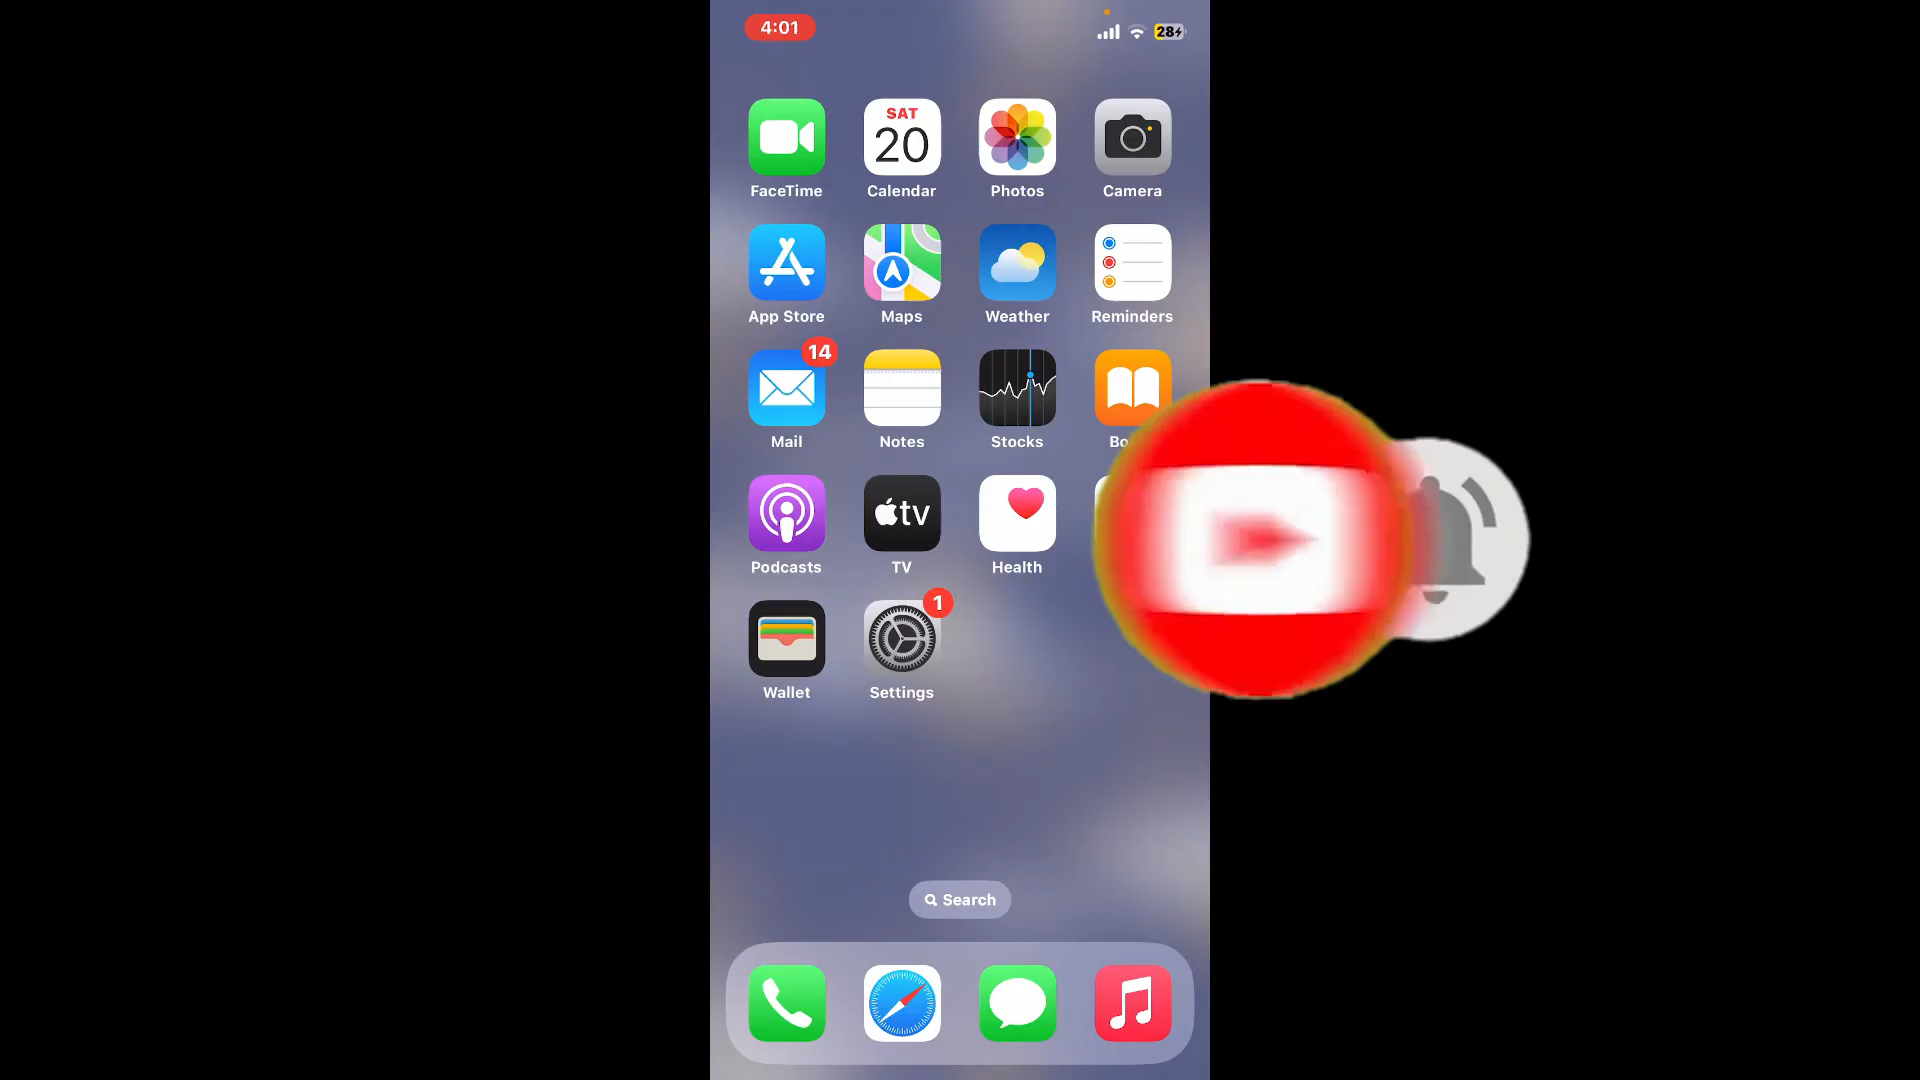 4:01
28
SAT
20
FaceTime
Calendar
Photos
Camera
App Store
Maps
Weather
Reminders
14
Mail
Notes
Stocks
Bo
tv
Podcasts
TV
Health
1
Wallet
Settings
Search